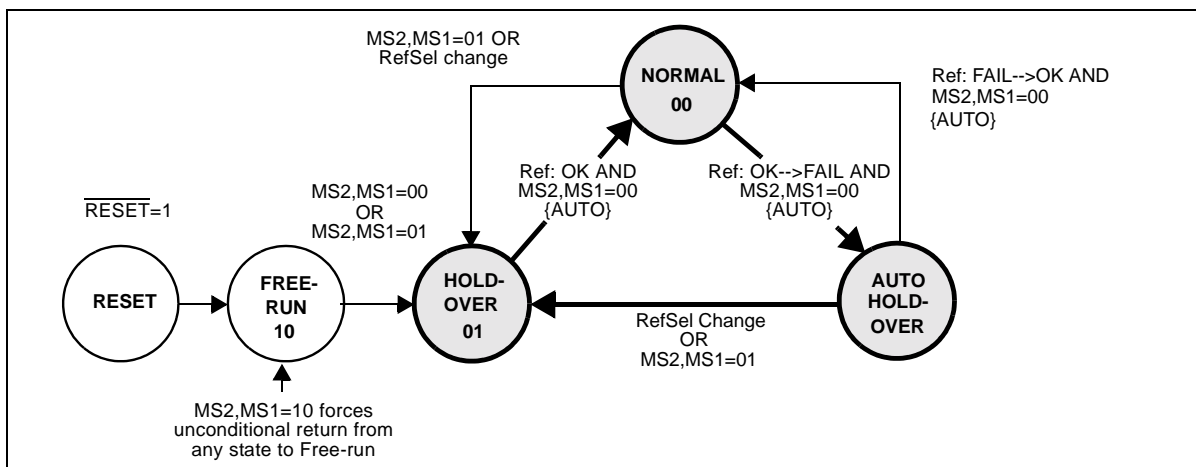 MS2,MS1=01 OR
RefSel change
NORMAL
00
Ref: FAIL-->OK AND
MS2,MS1=00
{AUTO}
Ref: OK AND
MS2,MS1=00
{AUTO}
Ref: OK-->FAIL AND
MS2,MS1=00
{AUTO}
RESET=1
MS2,MS1=00
OR
MS2,MS1=01
RESET
FREE-
RUN
10
HOLD-
OVER
01
AUTO
HOLD-
OVER
RefSel Change
OR
MS2,MS1=01
MS2,MS1=10 forces
unconditional return from
any state to Free-run